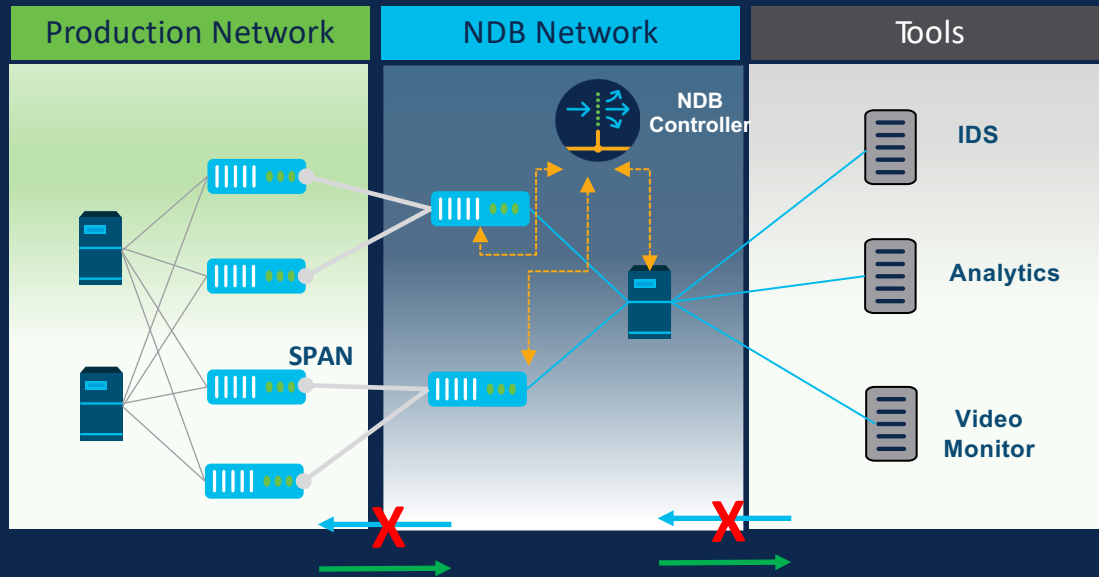 Production Network
NDB Network
Tools
NDB
Controller
IDS
Analytics
SPAN
Video
Monitor
X
X